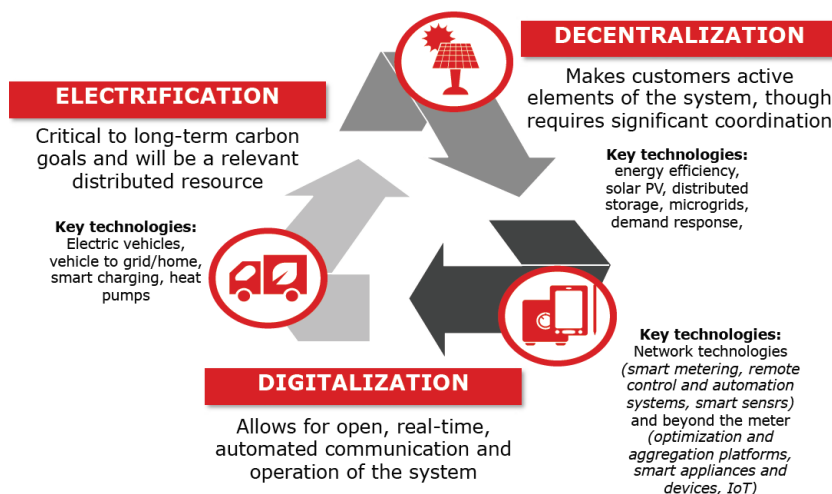 DECENTRALIZATION
Makes customers active
elements of the system, though
requires significant coordination
Key technologies:
energy efficiency,
solar PV, distributed
storage, microgrids,
demand response,
ELECTRIFICATION
Critical to long-term carbon
goals and will be a relevant
distributed resource
Key technologies:
Electric vehicles,
vehicle to grid/home,
smart charging, heat
pumps
DIGITALIZATION
Allows for open, real-time,
automated communication and
operation of the system
Key technologies:
Network technologies
(smart metering, remote
control and automation
systems, smart sensrs)
and beyond the meter
(optimization and
aggregation platforms,
smart appliances and
devices, IoT)